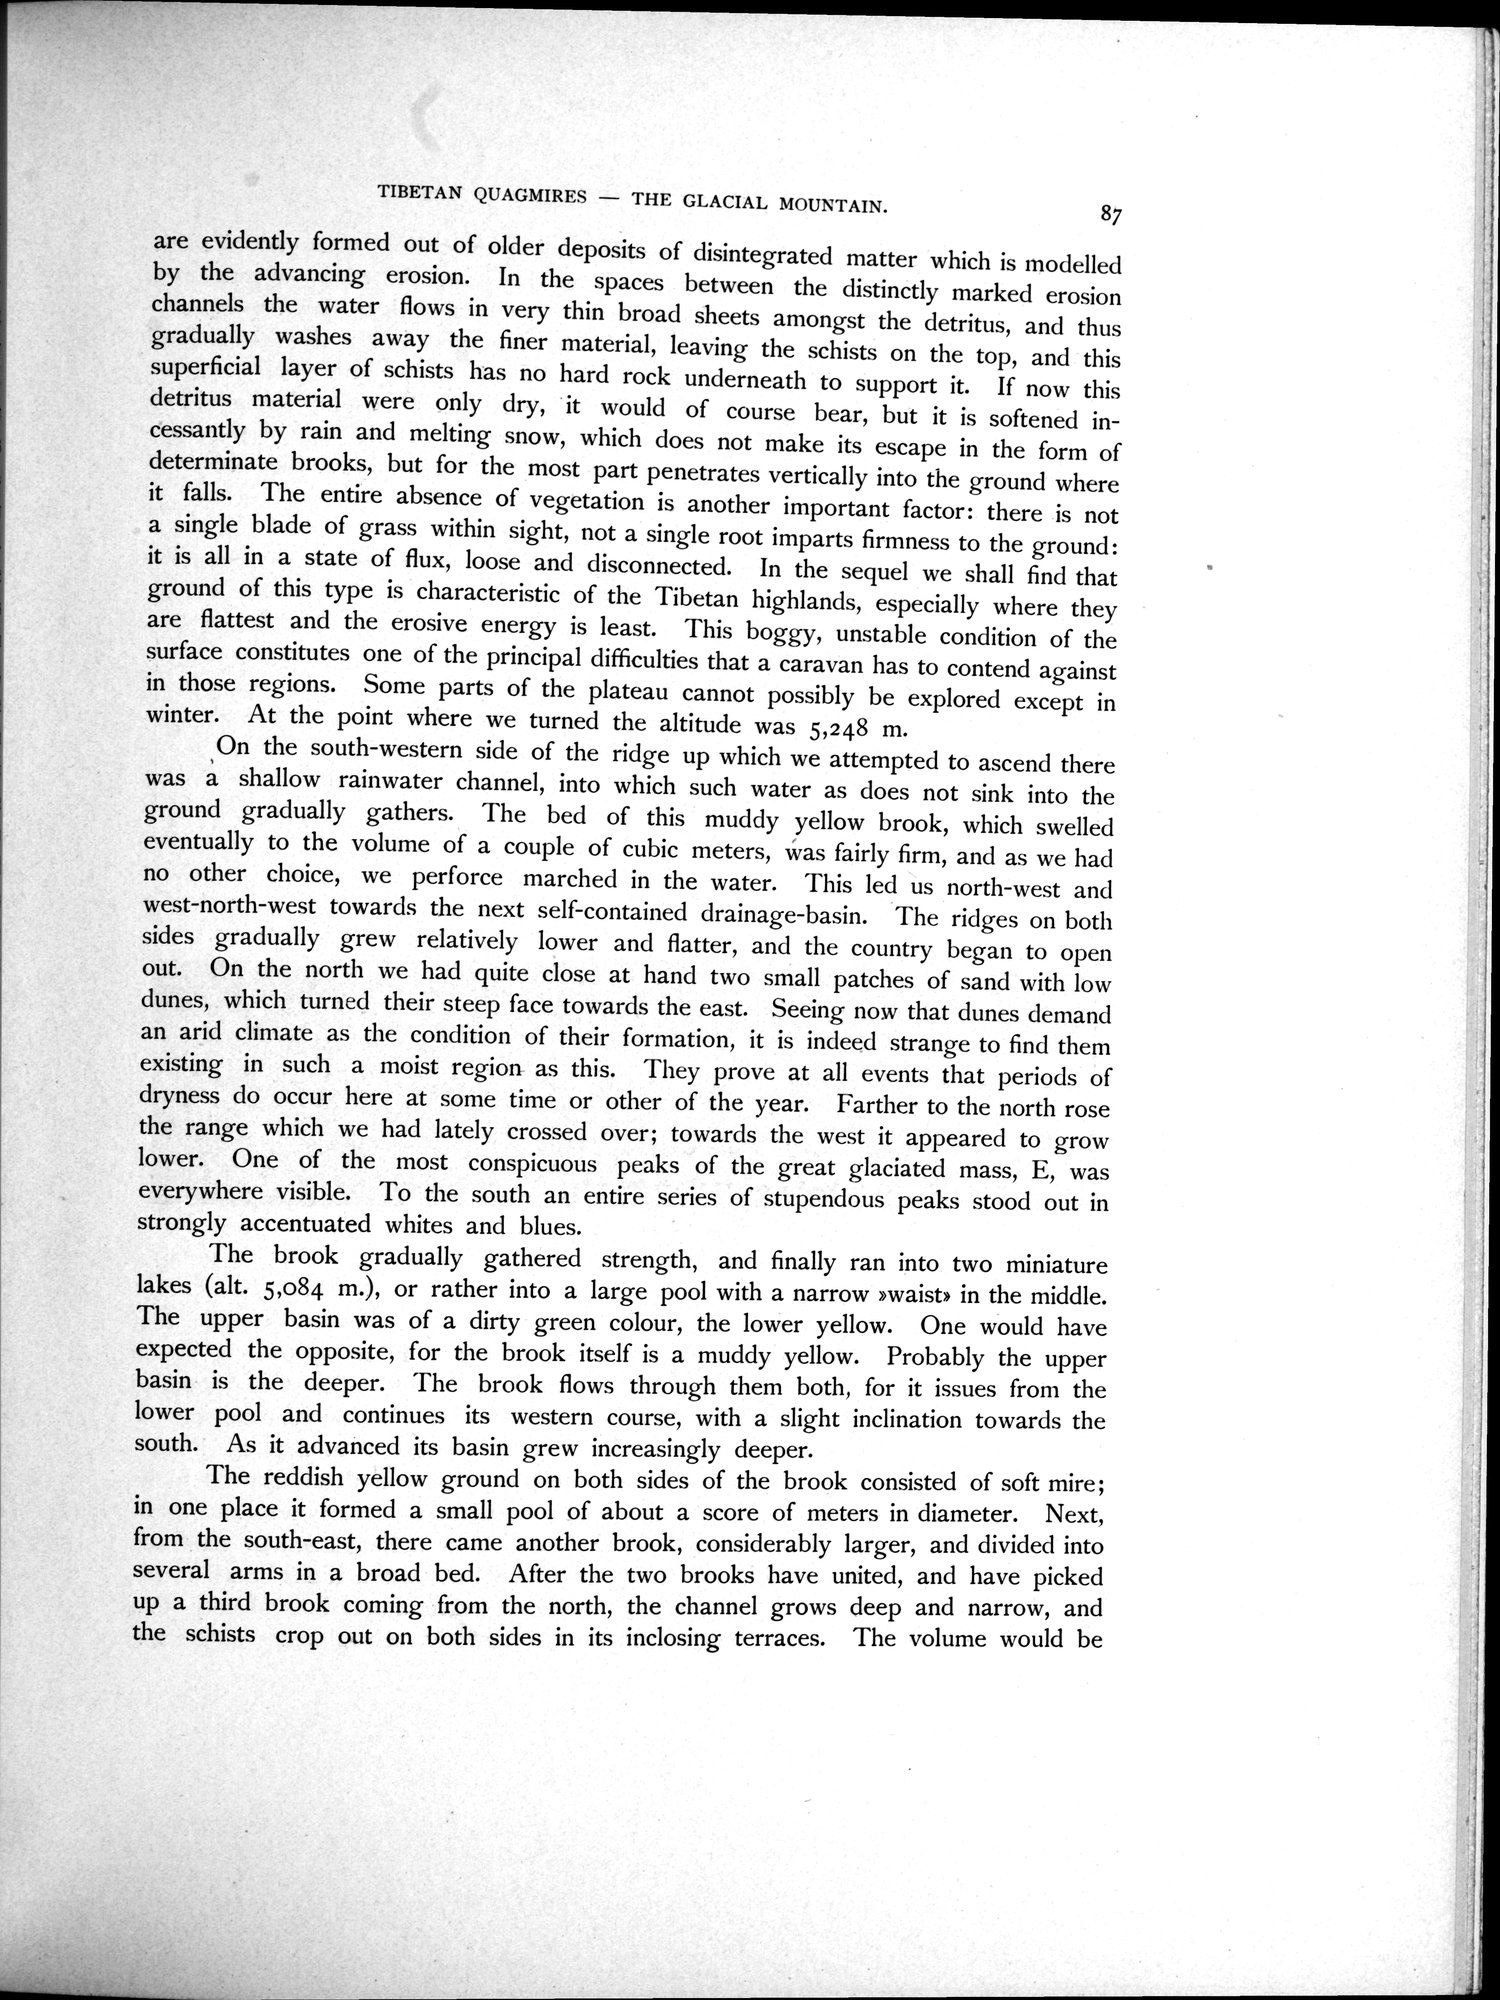 TIBETAN QUAGMIRES — THE GLACIAL MOUNTAIN.
87
are evidently formed out of older deposits of disintegrated matter which is modelled
by the advancing erosion. In the spaces between the distinctly marked erosion
channels the water flows in very thin broad sheets amongst the detritus, and thus
gradually washes away the finer material, leaving the schists on the top, and this
superficial layer of schists has no hard rock underneath to support it. If now this
detritus material were only dry, it would of course bear, but it is softened in-
cessantly by rain and melting snow, which does not make its escape in the form of
determinate brooks, but for the most part penetrates vertically into the ground where
it falls. The entire absence of vegetation is another important factor: there is not
a single blade of grass within sight, not a single root imparts firmness to the ground:
it is all in a state of flux, loose and disconnected. In the sequel we shall find that
ground of this type is characteristic of the Tibetan highlands, especially where they
are flattest and the erosive energy is least. This boggy, unstable condition of the
surface constitutes one of the principal difficulties that a caravan has to contend against
in those regions. Some parts of the plateau cannot possibly be explored except in
winter. At the point where we turned the altitude was 5,248 m.
On the south-western side of the ridge up which we attempted to ascend there
was a shallow rainwater channel, into which such water as does not sink into the
ground gradually gathers. The bed of this muddy yellow brook, which swelled
eventually to the volume of a couple of cubic meters, was fairly firm, and as we had
no other choice, we perforce marched in the water. This led us north-west and
west-north-west towards the next self-contained drainage-basin. The ridges on both
sides gradually grew relatively lower and flatter, and the country began to open
out. On the north we had quite close at hand two small patches of sand with low
dunes, which turned their steep face towards the east. Seeing now that dunes demand
an arid climate as the condition of their formation, it is indeed strange to find them
existing in such a moist region as this. They prove at all events that periods of
dryness do occur here at some time or other of the year. Farther to the north rose
the range which we had lately crossed over; towards the west it appeared to grow
lower. One of the most conspicuous peaks of the great glaciated mass, E, was
everywhere visible. To the south an entire series of stupendous peaks stood out in
strongly accentuated whites and blues.
The brook gradually gathered strength, and finally ran into two miniature
lakes (alt. 5,084 m.), or rather into a large pool with a narrow »waist» in the middle.
The upper basin was of a dirty green colour, the lower yellow. One would have
expected the opposite, for the brook itself is a muddy yellow. Probably the upper
basin is the deeper. The brook flows through them both, for it issues from the
lower pool and continues its western course, with a slight inclination towards the
south. As it advanced its basin grew increasingly deeper.
The reddish yellow ground on both sides of the brook consisted of soft mire;
in one place it formed a small pool of about a score of meters in diameter. Next,
from the south-east, there came another brook, considerably larger, and divided into
several arms in a broad bed. After the two brooks have united, and have picked
up a third brook coming from the north, the channel grows deep and narrow, and
the schists crop out on both sides in its inclosing terraces. The volume would be